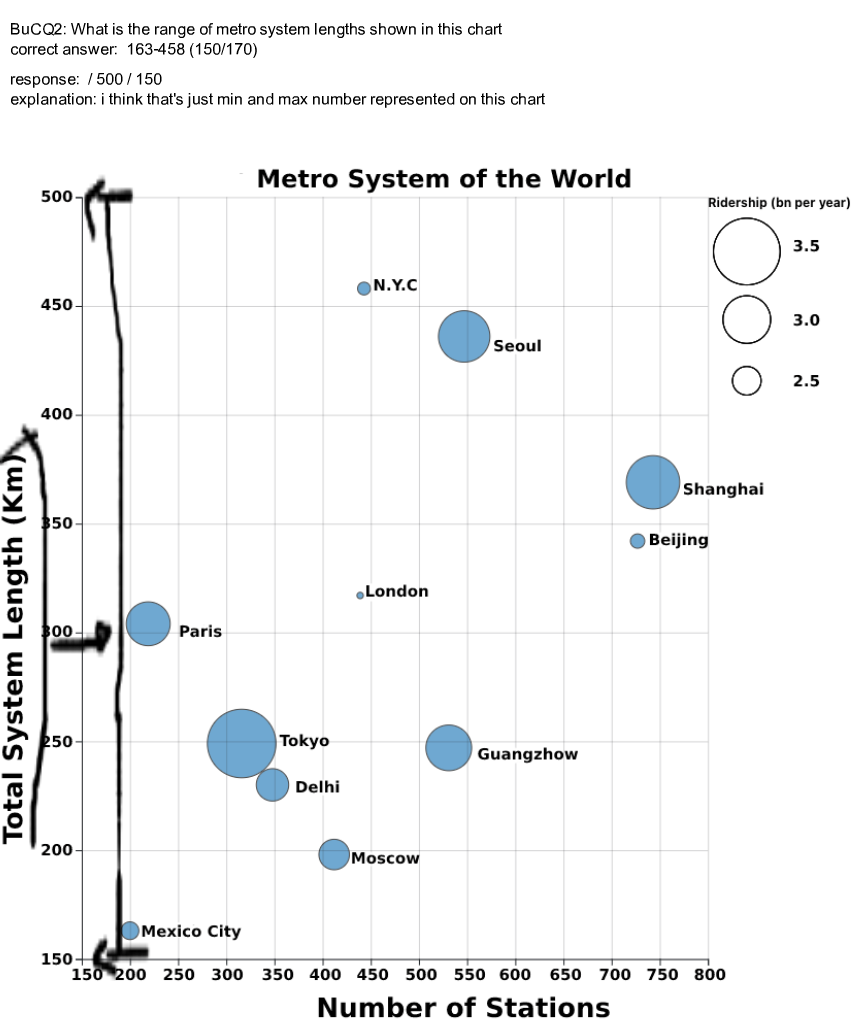 BuCQ2: What is the range of metro system lengths shown in this chart
correct answer:  163-458 (150/170)
response:  / 500 / 150
explanation: i think that's just min and max number represented on this chart
Metro System of the World
Ridership (bn per year)
3.5
3.0
2.5
Total System Length (Km)
500
450
400
350
300
250
200
150
N.Y.C
Seoul
Shanghai
Beijing
London
Paris
Tokyo
Guangzhow
Delhi
Moscow
Mexico City
150 200 250 300 350 400 450 500 550 600 650 700 750 800
Number of Stations